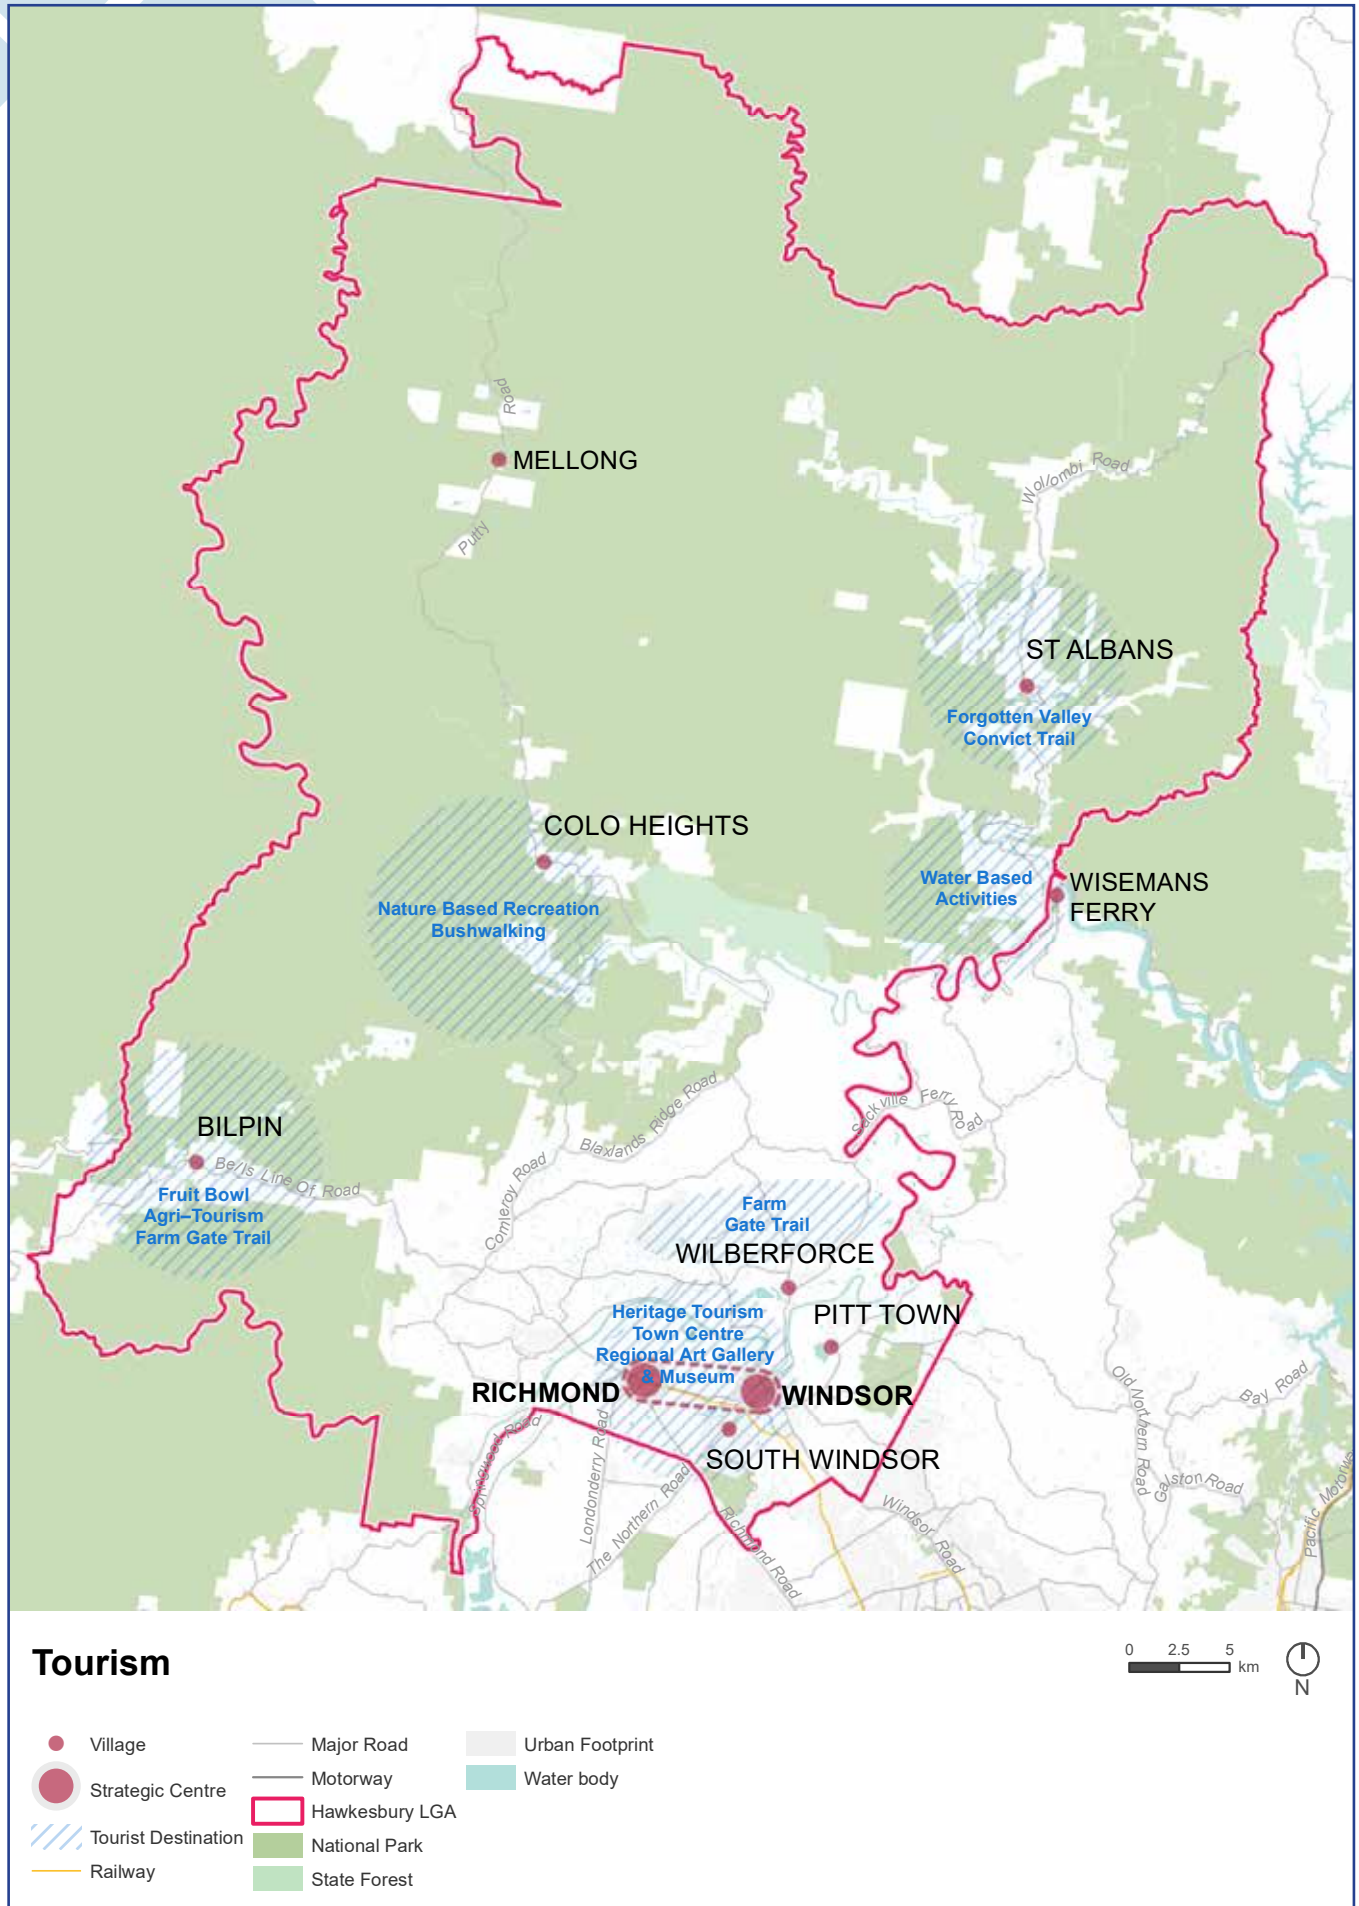 Road
MELLONG
Putty
Wollombi Road
ST ALBANS
Forgotten Valley
Convict Trail
COLO HEIGHTS
Nature Based Recreation
Bushwalking
Water Based
Activities
WISEMANS
FERRY
Sackville Ferry Road
Blaxlands Ridge Road
Comleroy Road
BILPIN
Bells Line Of Road
Fruit Bowl
Agri–Tourism
Farm Gate Trail
Farm
Gate Trail
WILBERFORCE
PITT TOWN
Heritage Tourism
Town Centre
Regional Art Gallery
& Museum
RICHMOND
WINDSOR
SOUTH WINDSOR
Springwood Road
Londonderry Road
The Northern Road
Richmond Road
Windsor Road
Old Northern Road
Galston Road
Bay Road
Pacific Motorwa
Tourism
0 2.5 5
km
N
Village
Strategic Centre
Tourist Destination
Railway
Major Road
Motorway
Hawkesbury LGA
National Park
State Forest
Urban Footprint
Water body